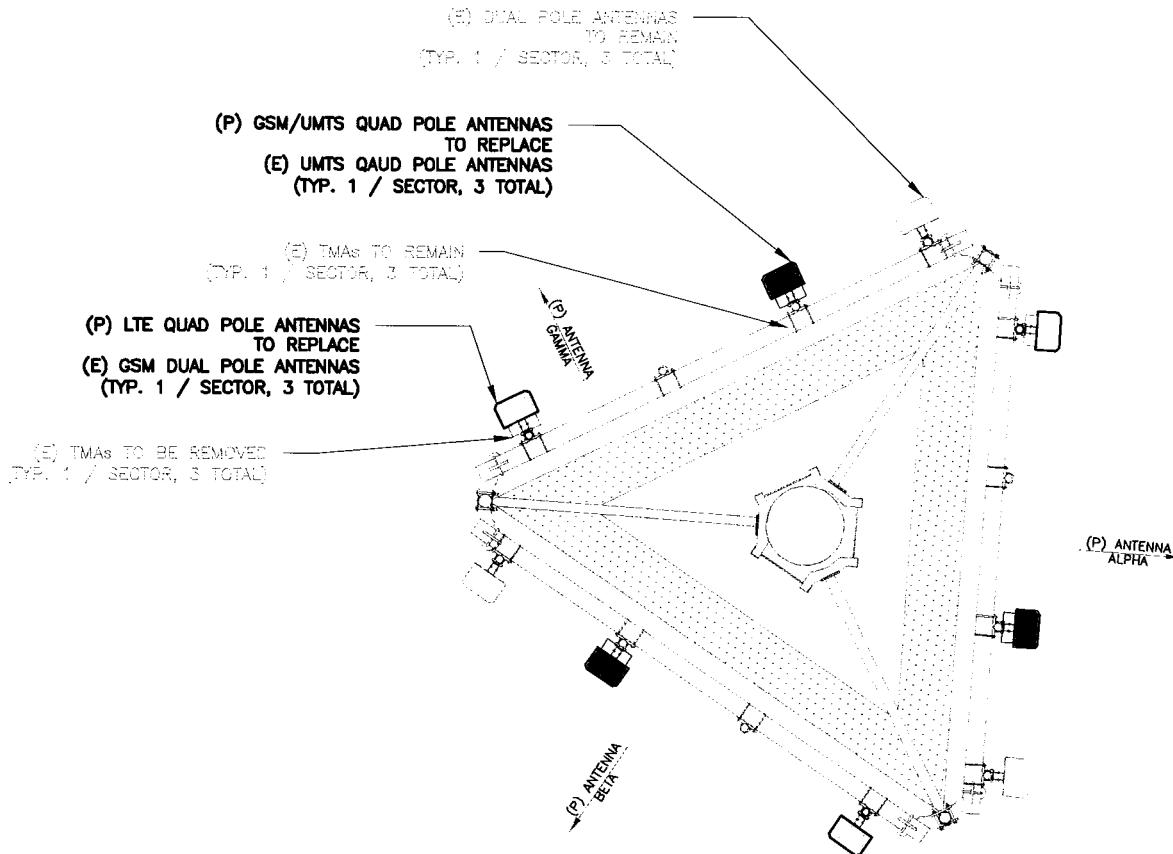 (E) DUAL POLE ANTENNAS
TO REMAIN
(TYP. 1 / SECTOR, 3 TOTAL)
(P) GSM/UMTS QUAD POLE ANTENNAS
TO REPLACE
(E) UMTS QAUD POLE ANTENNAS
(TYP. 1 / SECTOR, 3 TOTAL)
(E) TMAs TO REMAIN
(TYP. 1 / SECTOR, 3 TOTAL)
(P) ANTENNA
GAMMA
(P) LTE QUAD POLE ANTENNAS
TO REPLACE
(E) GSM DUAL POLE ANTENNAS
(TYP. 1 / SECTOR, 3 TOTAL)
(E) TMAs TO BE REMOVED
(TYP. 1 / SECTOR, 3 TOTAL)
(P) ANTENNA
ALPHA
(P) ANTENNA
BETA